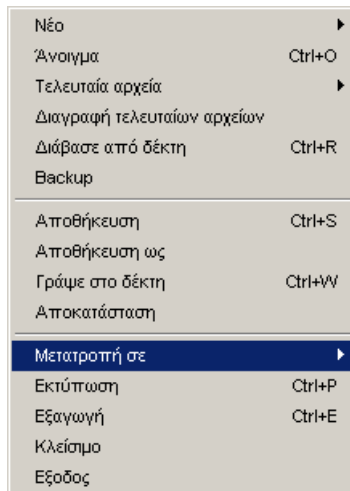 Νέο
Άνοιγμα Ctrl+O
Τελευταία αρχεία
Διαγραφή τελευταίων αρχείων
Διάβασε από δέκτη Ctrl+R
Backup
Αποθήκευση Ctrl+S
Αποθήκευση ως
Γράψε στο δέκτη Ctrl+W
Αποκατάσταση
Μετατροπή σε
Εκτύπωση Ctrl+P
Εξαγωγή Ctrl+E
Κλείσιμο
Εξοδος